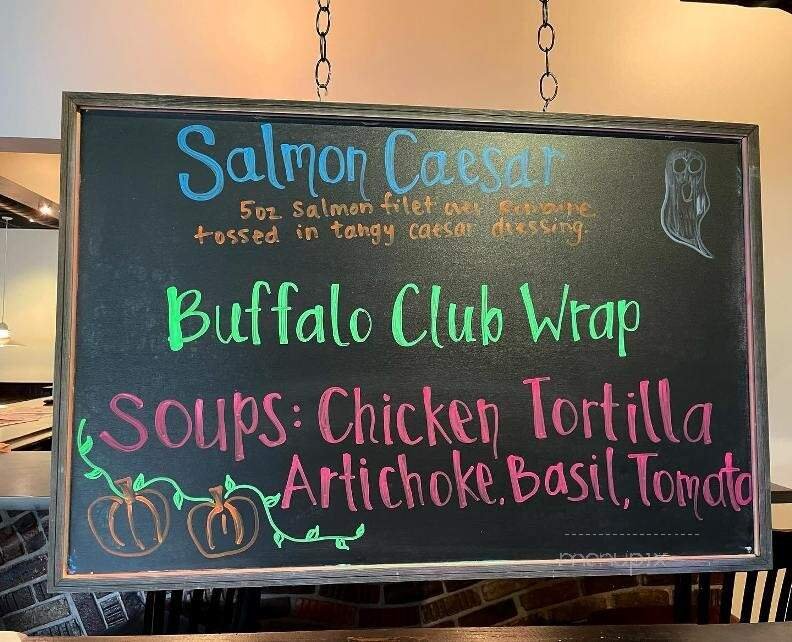 Salmon Caesar
5oz salmon filet over romaine
tossed in tangy caesar dressing.
Buffalo Club Wrap
Soups: Chicken Tortilla
Artichoke, Basil, Tomato
menupix